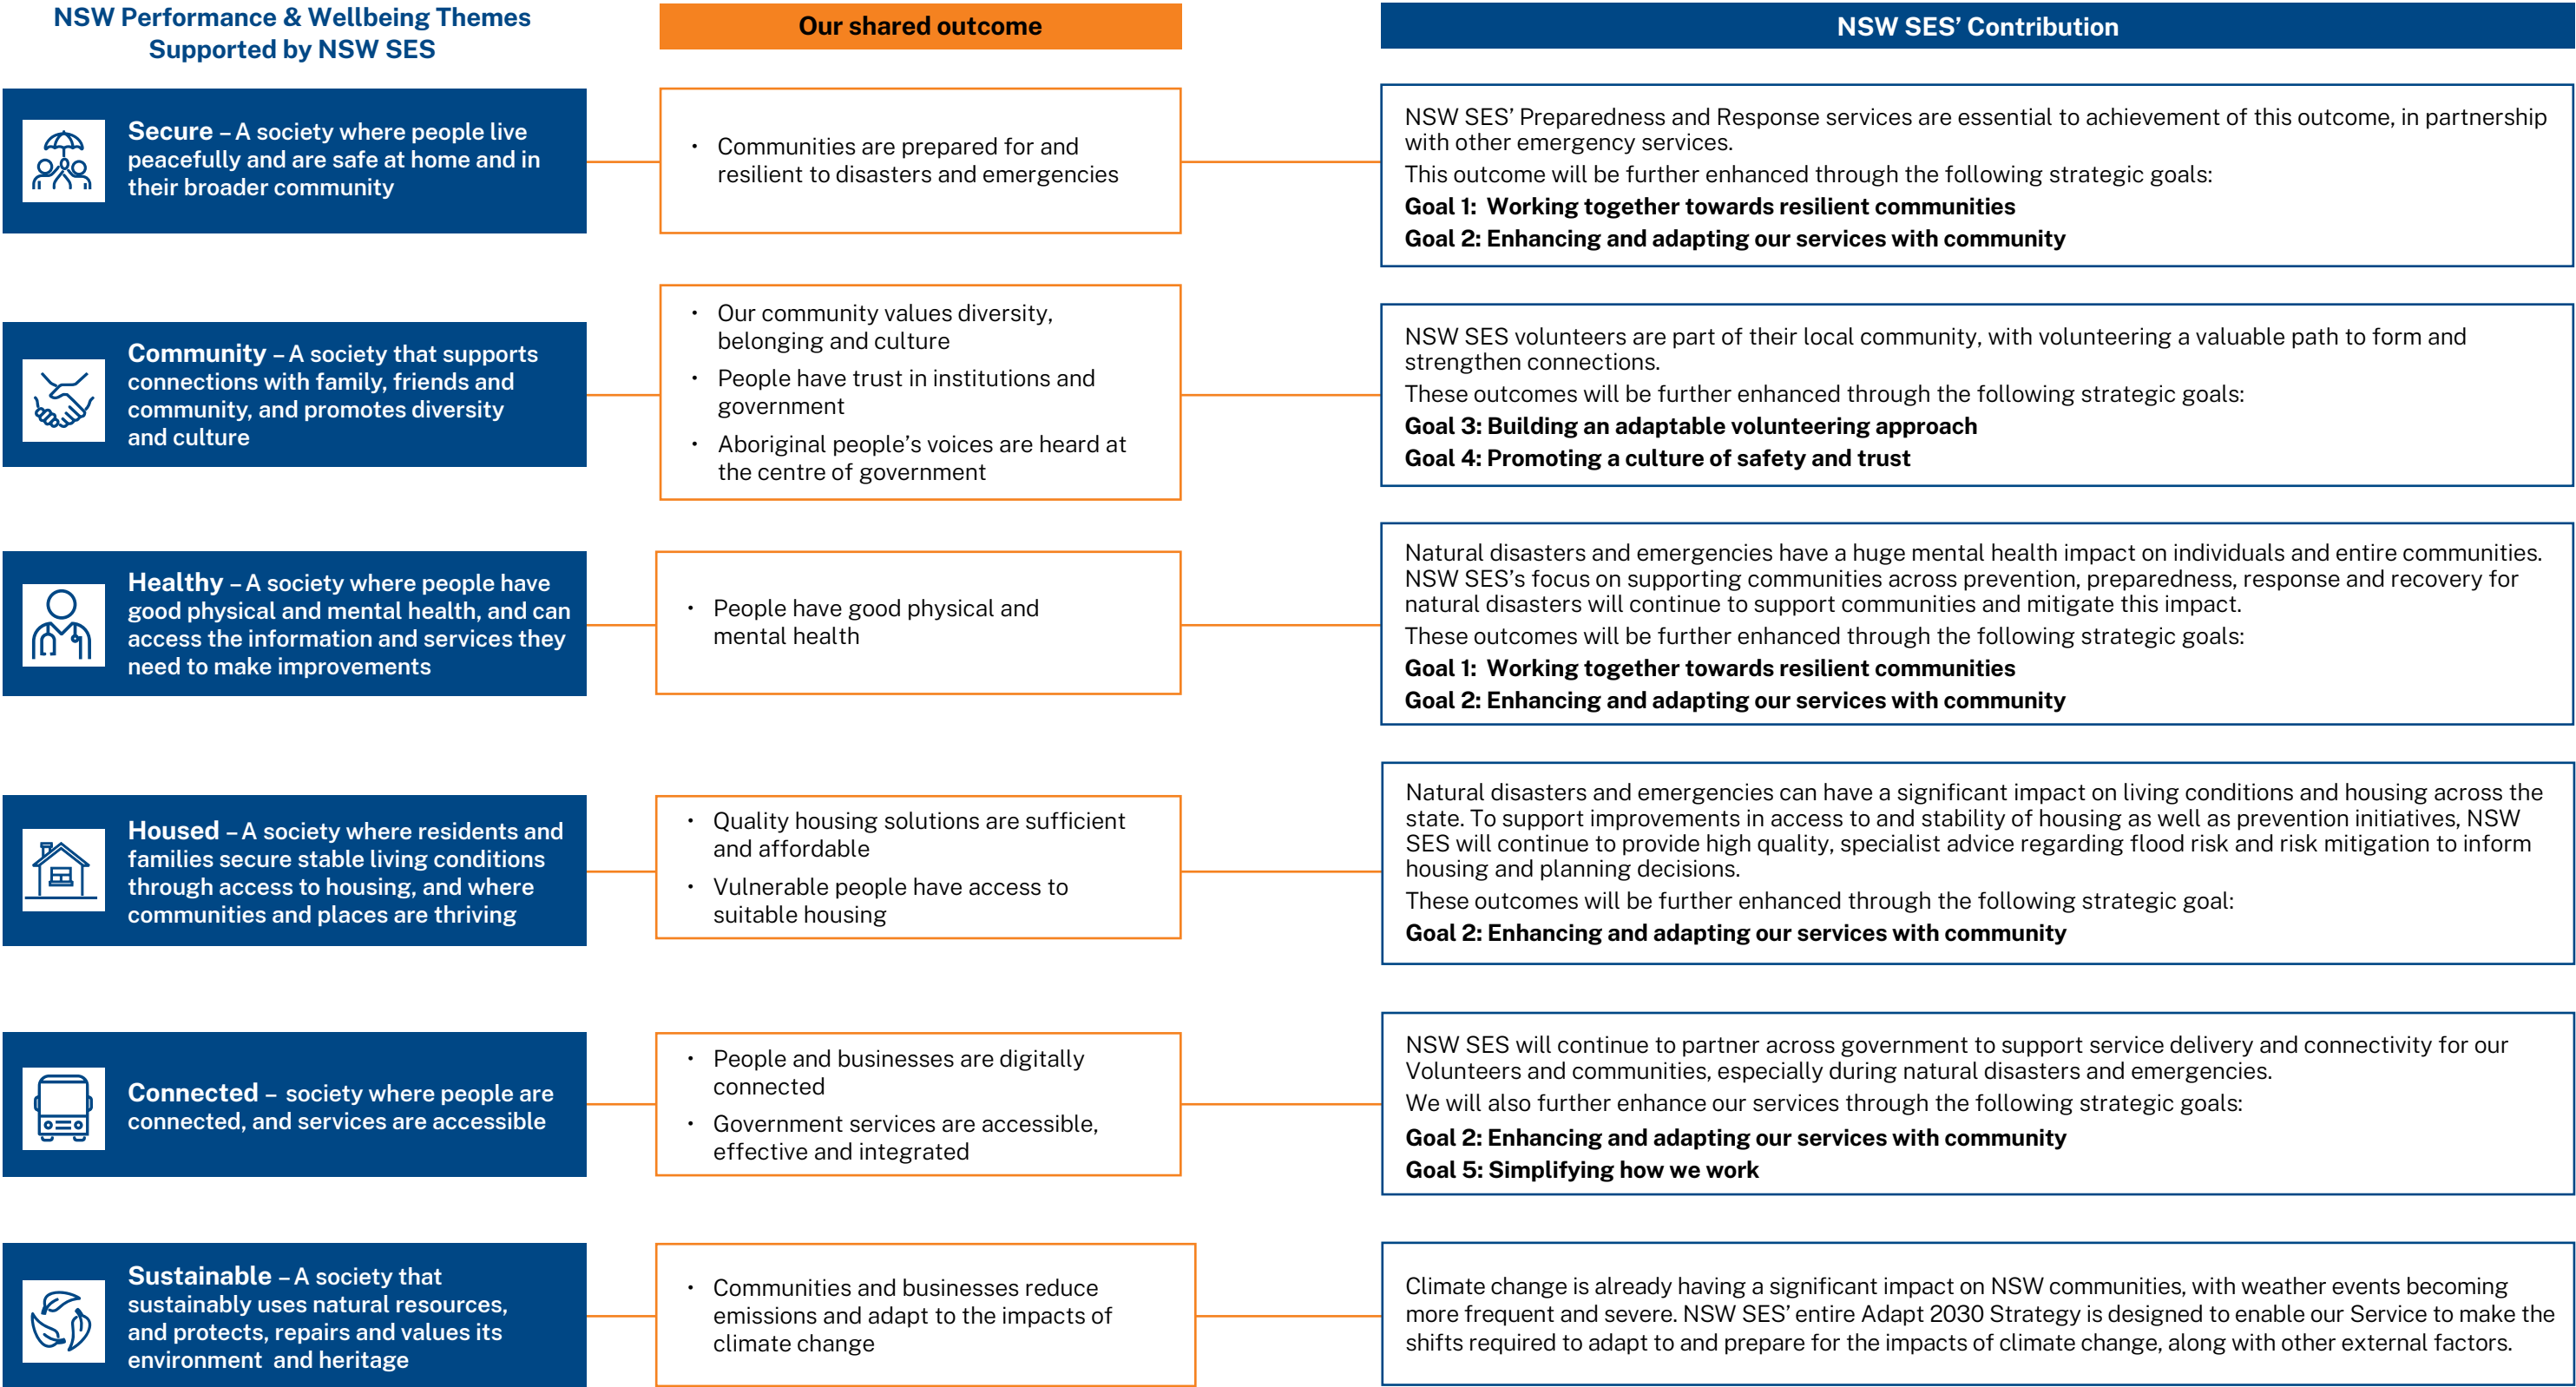 NSW Performance & Wellbeing Themes
Supported by NSW SES
Our shared outcome
NSW SES’ Contribution
Secure – A society where people live
peacefully and are safe at home and in
their broader community
• Communities are prepared for and
resilient to disasters and emergencies
NSW SES’ Preparedness and Response services are essential to achievement of this outcome, in partnership
with other emergency services.
This outcome will be further enhanced through the following strategic goals:
Goal 1: Working together towards resilient communities
Goal 2: Enhancing and adapting our services with community
Community – A society that supports
connections with family, friends and
community, and promotes diversity
and culture
• Our community values diversity,
belonging and culture
• People have trust in institutions and
government
• Aboriginal people’s voices are heard at
the centre of government
NSW SES volunteers are part of their local community, with volunteering a valuable path to form and
strengthen connections.
These outcomes will be further enhanced through the following strategic goals:
Goal 3: Building an adaptable volunteering approach
Goal 4: Promoting a culture of safety and trust
Healthy – A society where people have
good physical and mental health, and can
access the information and services they
need to make improvements
• People have good physical and
mental health
Natural disasters and emergencies have a huge mental health impact on individuals and entire communities.
NSW SES’s focus on supporting communities across prevention, preparedness, response and recovery for
natural disasters will continue to support communities and mitigate this impact.
These outcomes will be further enhanced through the following strategic goals:
Goal 1: Working together towards resilient communities
Goal 2: Enhancing and adapting our services with community
Housed – A society where residents and
families secure stable living conditions
through access to housing, and where
communities and places are thriving
• Quality housing solutions are sufficient
and affordable
• Vulnerable people have access to
suitable housing
Natural disasters and emergencies can have a significant impact on living conditions and housing across the
state. To support improvements in access to and stability of housing as well as prevention initiatives, NSW
SES will continue to provide high quality, specialist advice regarding flood risk and risk mitigation to inform
housing and planning decisions.
These outcomes will be further enhanced through the following strategic goal:
Goal 2: Enhancing and adapting our services with community
Connected – society where people are
connected, and services are accessible
• People and businesses are digitally
connected
• Government services are accessible,
effective and integrated
NSW SES will continue to partner across government to support service delivery and connectivity for our
Volunteers and communities, especially during natural disasters and emergencies.
We will also further enhance our services through the following strategic goals:
Goal 2: Enhancing and adapting our services with community
Goal 5: Simplifying how we work
Sustainable – A society that
sustainably uses natural resources,
and protects, repairs and values its
environment and heritage
• Communities and businesses reduce
emissions and adapt to the impacts of
climate change
Climate change is already having a significant impact on NSW communities, with weather events becoming
more frequent and severe. NSW SES’ entire Adapt 2030 Strategy is designed to enable our Service to make the
shifts required to adapt to and prepare for the impacts of climate change, along with other external factors.